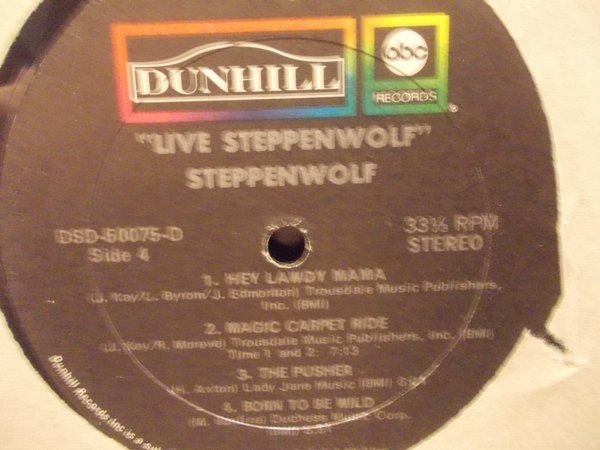 DUNHILL
abc
RECORDS
®
"LIVE STEPPENWOLF"
STEPPENWOLF
DSD-50075-D
Side 4
33⅓ RPM
STEREO
1. HEY LAWDY MAMA
(J. Kay/L. Byrom/J. Edmonton) Trousdale Music Publishers,
Inc. (BMI)
2. MAGIC CARPET RIDE
(J. Kay/R. Moreve) Trousdale Music Publishers, Inc. (BMI)
Time 1 and 2: 7:13
3. THE PUSHER
(H. Axton) Lady Jane Music (BMI)
4. BORN TO BE WILD
(M. Bonfire) Duchess Music Corp.
(BMI)
Dunhill Records Inc is a